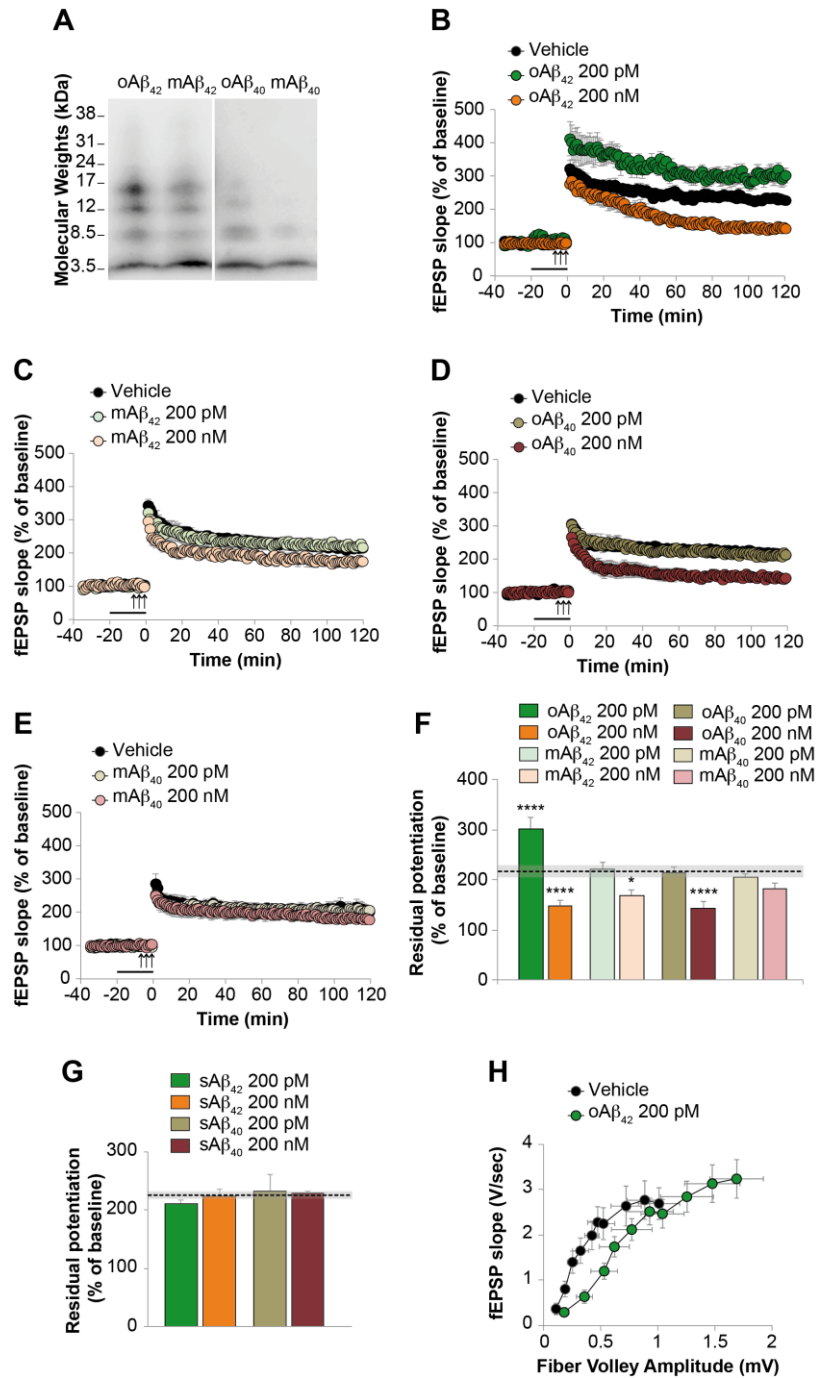 A
oAβ42 mAβ42 oAβ40 mAβ40
Molecular Weights (kDa)
38
31
24
17
12
8.5
3.5
B
Vehicle
oAβ42 200 pM
oAβ42 200 nM
fEPSP slope (% of baseline)
500
400
300
200
100
0
-40 -20 0 20 40 60 80 100 120
Time (min)
C
Vehicle
mAβ42 200 pM
mAβ42 200 nM
fEPSP slope (% of baseline)
500
400
300
200
100
0
-40 -20 0 20 40 60 80 100 120
Time (min)
D
Vehicle
oAβ40 200 pM
oAβ40 200 nM
fEPSP slope (% of baseline)
500
400
300
200
100
0
-40 -20 0 20 40 60 80 100 120
Time (min)
E
Vehicle
mAβ40 200 pM
mAβ40 200 nM
fEPSP slope (% of baseline)
500
400
300
200
100
0
-40 -20 0 20 40 60 80 100 120
Time (min)
F
oAβ42 200 pM oAβ40 200 pM
oAβ42 200 nM oAβ40 200 nM
mAβ42 200 pM mAβ40 200 pM
mAβ42 200 nM mAβ40 200 nM
Residual potentiation
(% of baseline)
400
300
200
100
0
**** **** * ****
G
sAβ42 200 pM
sAβ42 200 nM
sAβ40 200 pM
sAβ40 200 nM
Residual potentiation
(% of baseline)
300
200
100
0
H
Vehicle
oAβ42 200 pM
fEPSP slope (V/sec)
4
3
2
1
0
0 0.5 1 1.5 2
Fiber Volley Amplitude (mV)